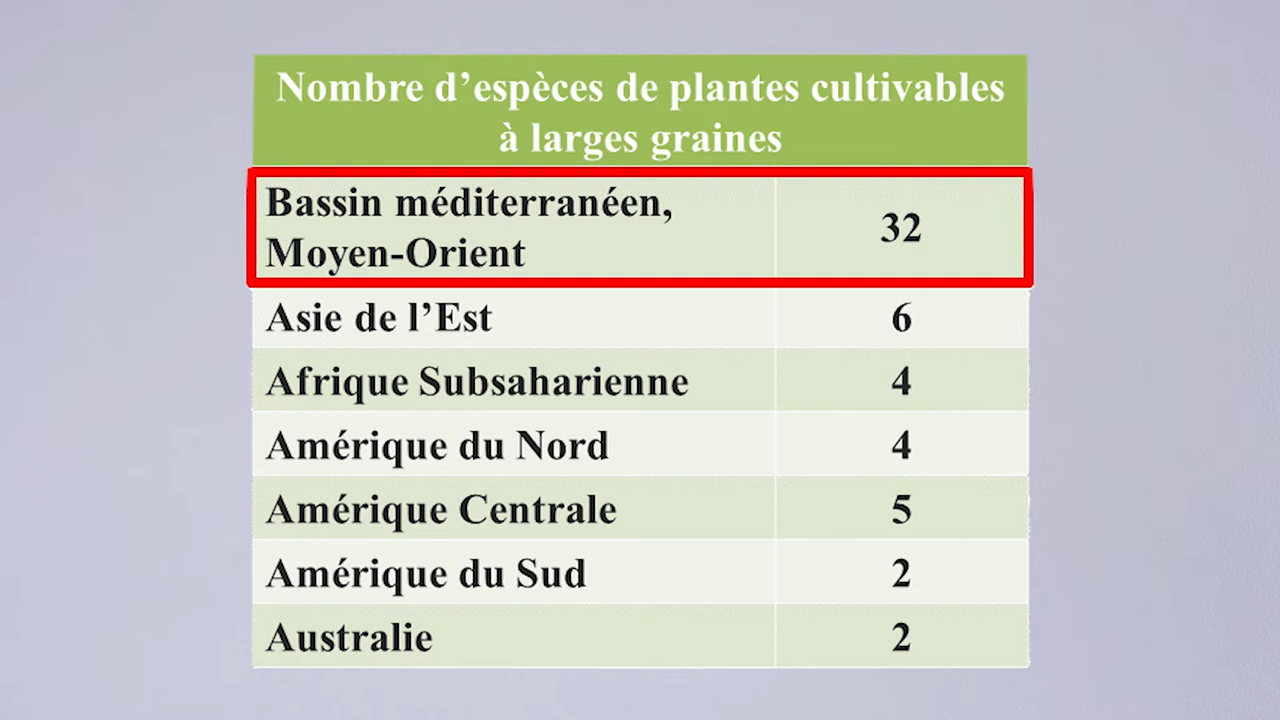 Nombre d’espèces de plantes cultivables
à larges graines
Bassin méditerranéen,
Moyen-Orient
32
Asie de l’Est 6
Afrique Subsaharienne 4
Amérique du Nord 4
Amérique Centrale 5
Amérique du Sud 2
Australie 2